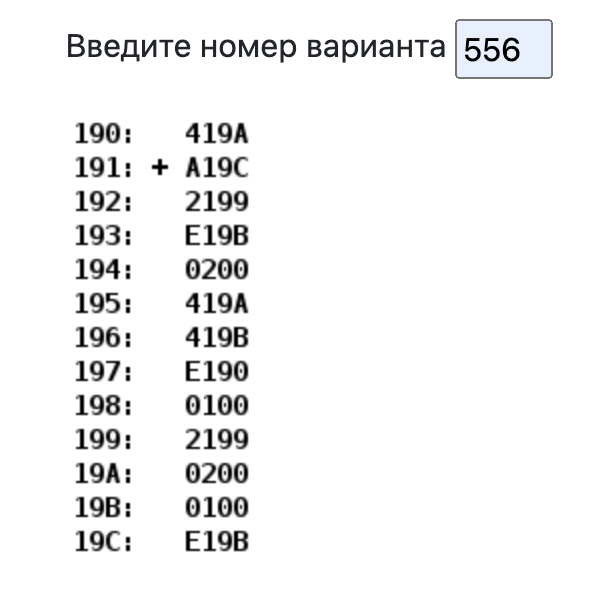 Введите номер варианта 556
190: 419A
191: + A19C
192: 2199
193: E19B
194: 0200
195: 419A
196: 419B
197: E190
198: 0100
199: 2199
19A: 0200
19B: 0100
19C: E19B